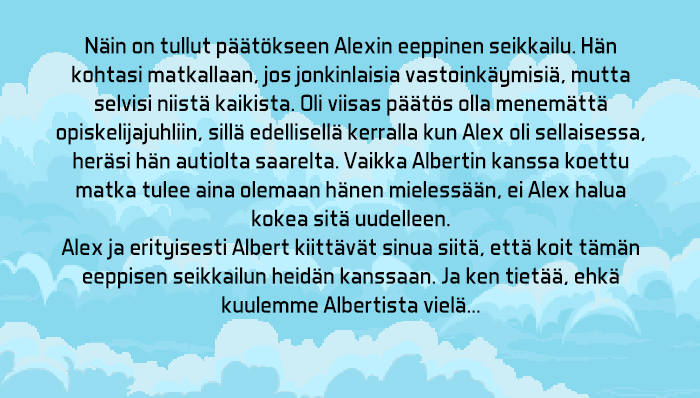 Näin on tullut päätökseen Alexin eeppinen seikkailu. Hän
kohtasi matkallaan, jos jonkinlaisia vastoinkäymisiä, mutta
selvisi niistä kaikista. Oli viisas päätös olla menemättä
opiskelijajuhliin, sillä edellisellä kerralla kun Alex oli sellaisessa,
heräsi hän autiolta saarelta. Vaikka Albertin kanssa koettu
matka tulee aina olemaan hänen mielessään, ei Alex halua
kokea sitä uudelleen.
Alex ja erityisesti Albert kiittävät sinua siitä, että koit tämän
eeppisen seikkailun heidän kanssaan. Ja ken tietää, ehkä
kuulemme Albertista vielä...